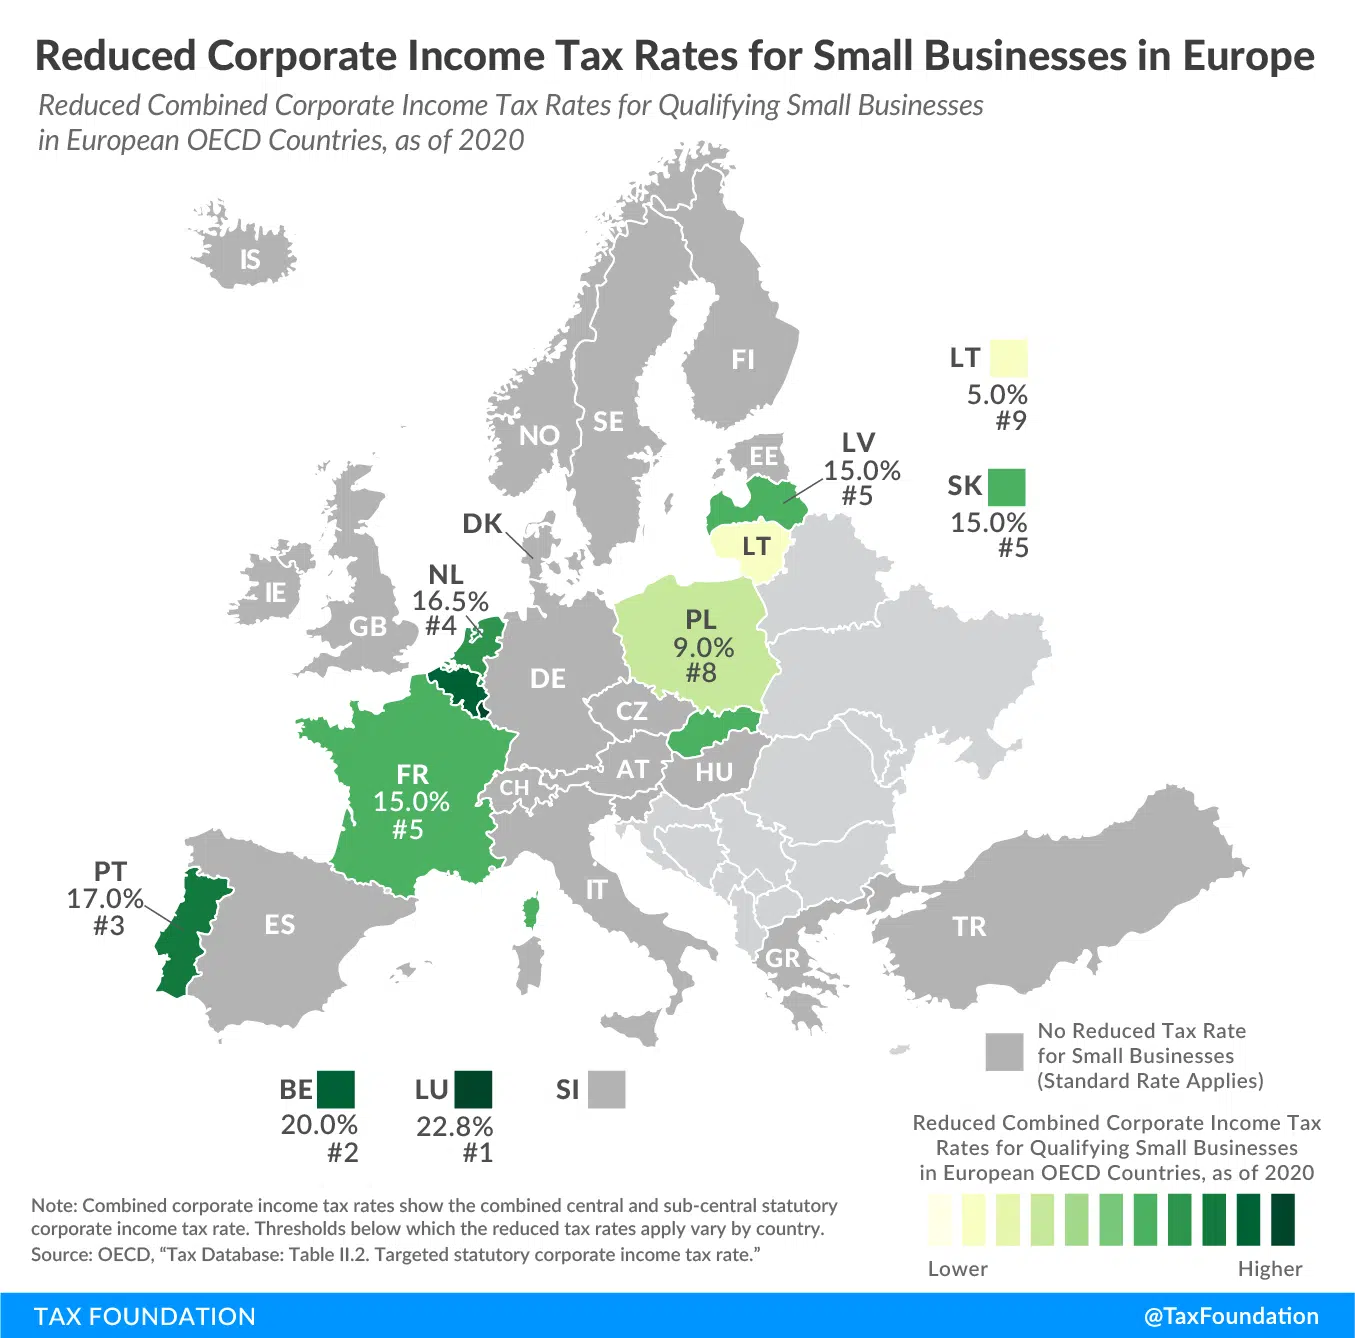 Reduced Corporate Income Tax Rates for Small Businesses in Europe
Reduced Combined Corporate Income Tax Rates for Qualifying Small Businesses
in European OECD Countries, as of 2020
IS
FI
SE
NO
EE
LV
15.0%
#5
LT
5.0%
#9
SK
15.0%
#5
DK
LT
NL
16.5%
#4
IE
GB
PL
9.0%
#8
DE
CZ
AT
HU
CH
FR
15.0%
#5
PT
17.0%
#3
ES
IT
GR
TR
BE
20.0%
#2
LU
22.8%
#1
SI
No Reduced Tax Rate
for Small Businesses
(Standard Rate Applies)
Reduced Combined Corporate Income Tax
Rates for Qualifying Small Businesses
in European OECD Countries, as of 2020
Lower
Higher
Note: Combined corporate income tax rates show the combined central and sub-central statutory
corporate income tax rate. Thresholds below which the reduced tax rates apply vary by country.
Source: OECD, “Tax Database: Table II.2. Targeted statutory corporate income tax rate.”
TAX FOUNDATION
@TaxFoundation